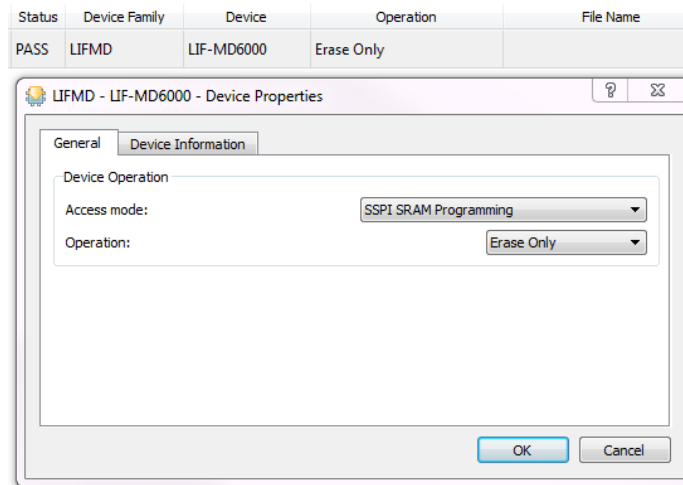 Status Device Family Device Operation File Name
PASS LIFMD LIF-MD6000 Erase Only
LIFMD - LIF-MD6000 - Device Properties
General Device Information
Device Operation
Access mode: SSPI SRAM Programming
Operation: Erase Only
OK Cancel